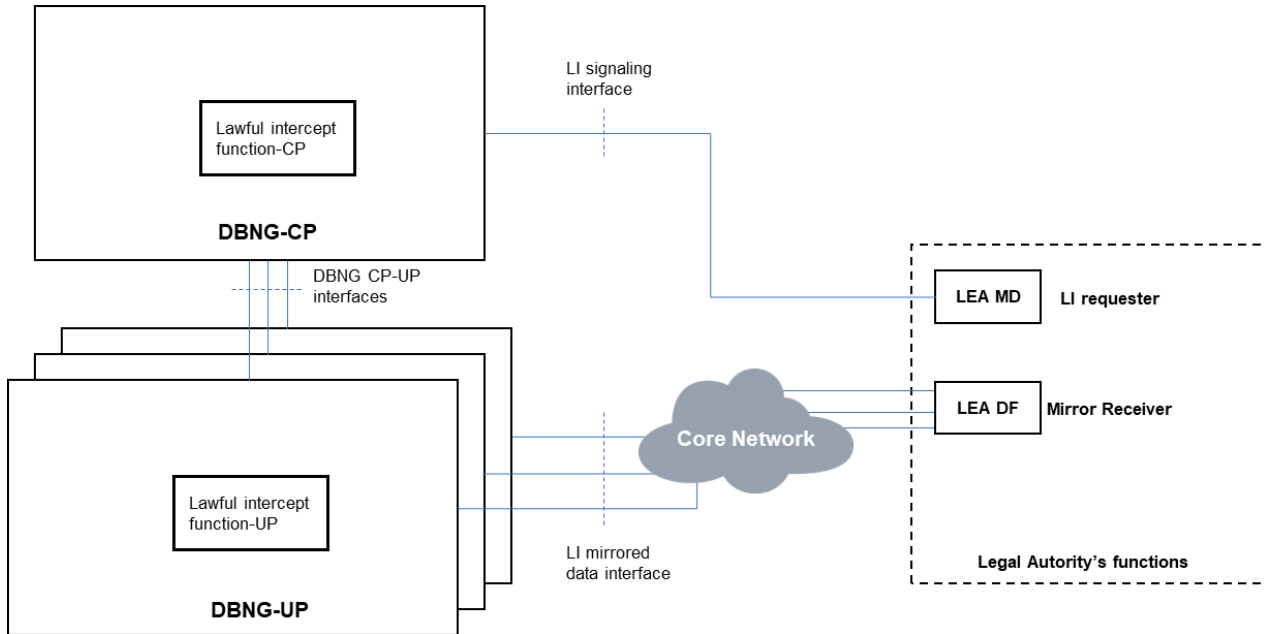 LI signaling
interface
Lawful intercept
function-CP
DBNG-CP
DBNG CP-UP
interfaces
LEA MD
LI requester
LEA DF
Mirror Receiver
Core Network
Lawful intercept
function-UP
LI mirrored
data interface
Legal Autority's functions
DBNG-UP